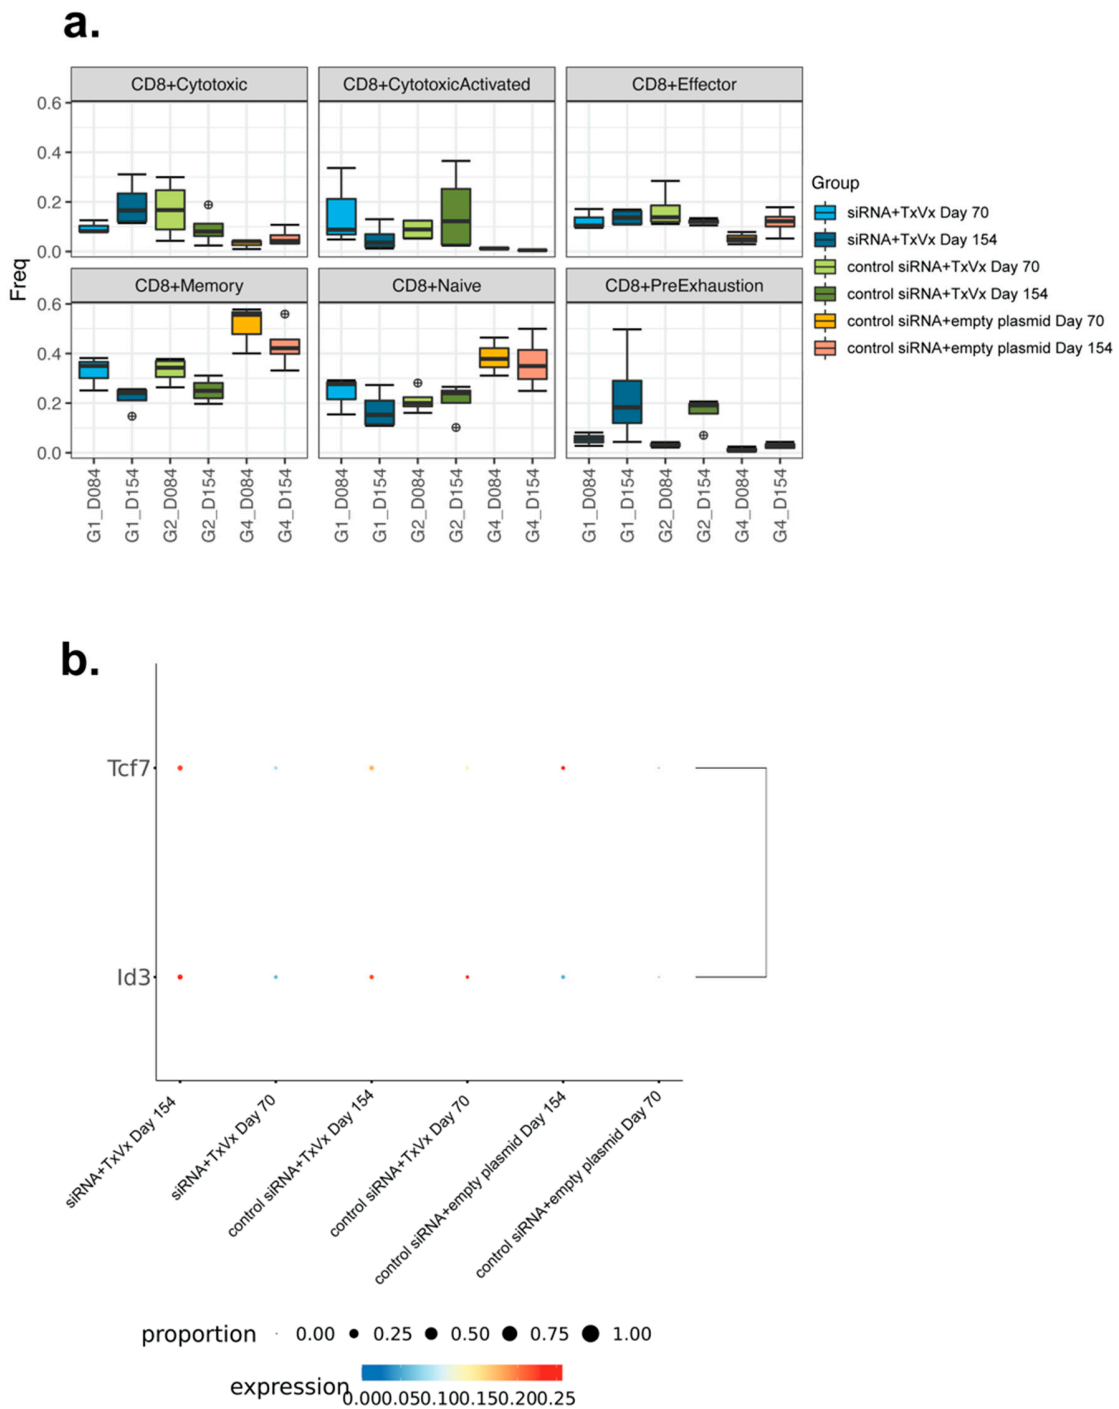 a.
CD8+Cytotoxic
CD8+CytotoxicActivated
CD8+Effector
0.6
0.4
0.2
0.0
Freq
CD8+Memory
CD8+Naive
CD8+PreExhaustion
0.6
0.4
0.2
0.0
G1_D084
G1_D154
G2_D084
G2_D154
G4_D084
G4_D154
G1_D084
G1_D154
G2_D084
G2_D154
G4_D084
G4_D154
G1_D084
G1_D154
G2_D084
G2_D154
G4_D084
G4_D154
Group
siRNA+TxVx Day 70
siRNA+TxVx Day 154
control siRNA+TxVx Day 70
control siRNA+TxVx Day 154
control siRNA+empty plasmid Day 70
control siRNA+empty plasmid Day 154
b.
Tcf7
Id3
siRNA+TxVx Day 154
siRNA+TxVx Day 70
control siRNA+TxVx Day 154
control siRNA+TxVx Day 70
control siRNA+empty plasmid Day 154
control siRNA+empty plasmid Day 70
proportion 0.00 0.25 0.50 0.75 1.00
expression 0.000.050.100.150.200.25